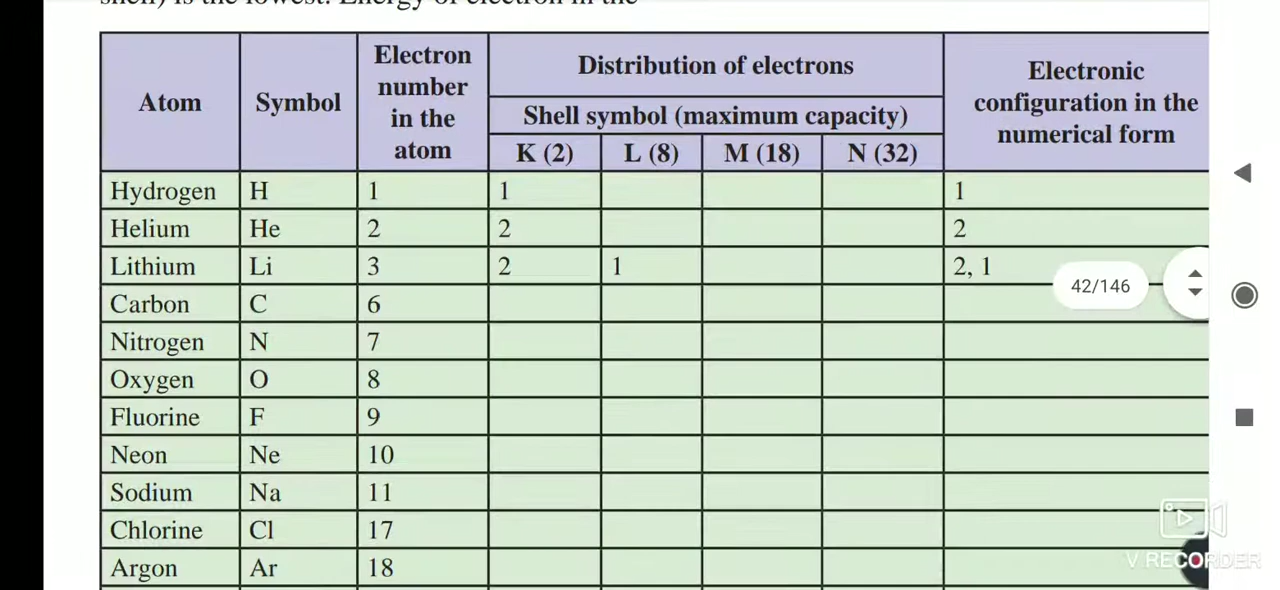 Atom Symbol Electron number in the atom Distribution of electrons Electronic configuration in the numerical form
Shell symbol (maximum capacity)
K (2) L (8) M (18) N (32)
Hydrogen H 1 1 1
Helium He 2 2 2
Lithium Li 3 2 1 2, 1
42/146
Carbon C 6
Nitrogen N 7
Oxygen O 8
Fluorine F 9
Neon Ne 10
Sodium Na 11
Chlorine Cl 17
Argon Ar 18
V RECORDER